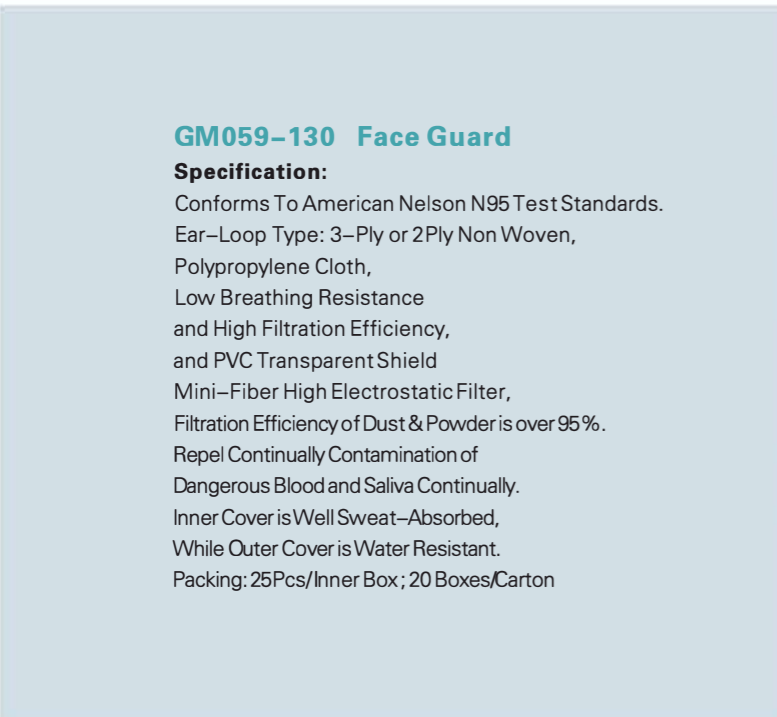 GM059–130 Face Guard
Specification:
Conforms To American Nelson N95 Test Standards.
Ear–Loop Type: 3–Ply or 2Ply Non Woven,
Polypropylene Cloth,
Low Breathing Resistance
and High Filtration Efficiency,
and PVC Transparent Shield
Mini–Fiber High Electrostatic Filter,
Filtration Efficiency of Dust & Powder is over 95%.
Repel Continually Contamination of
Dangerous Blood and Saliva Continually.
Inner Cover is Well Sweat–Absorbed,
While Outer Cover is Water Resistant.
Packing: 25Pcs/Inner Box ; 20 Boxes/Carton